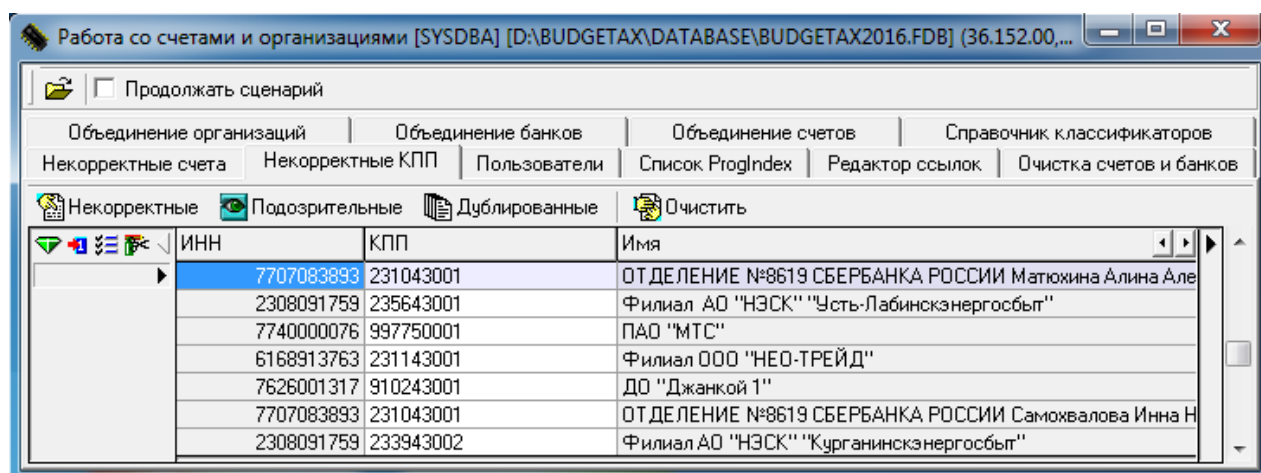 Работа со счетами и организациями [SYSDBA] [D:\BUDGETAX\DATABASE\BUDGETAX2016.FDB] (36.152.00,...
Продолжать сценарий
Объединение организаций Объединение банков Объединение счетов Справочник классификаторов
Некорректные счета Некорректные КПП Пользователи Список ProgIndex Редактор ссылок Очистка счетов и банков
Некорректные Подозрительные Дублированные Очистить
ИНН КПП Имя
7707083893 231043001 ОТДЕЛЕНИЕ №8619 СБЕРБАНКА РОССИИ Матюхина Алина Але
2308091759 235643001 Филиал АО "НЭСК" "Усть-Лабинскэнергосбыт"
7740000076 997750001 ПАО "МТС"
6168913763 231143001 Филиал ООО "НЕО-ТРЕЙД"
7626001317 910243001 ДО "Джанкой 1"
7707083893 231043001 ОТДЕЛЕНИЕ №8619 СБЕРБАНКА РОССИИ Самохвалова Инна Н
2308091759 233943002 Филиал АО "НЭСК" "Курганинскэнергосбыт"